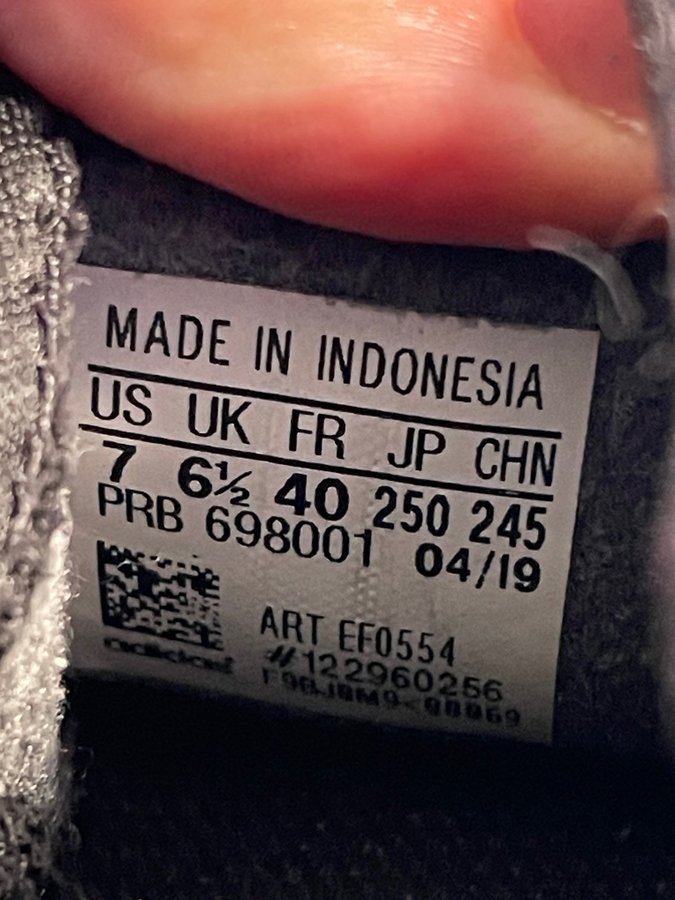 MADE IN INDONESIA
US UK FR JP CHN
7 6½ 40 250 245
PRB 698001 04/19
ART EF0554
adidas
#122960256